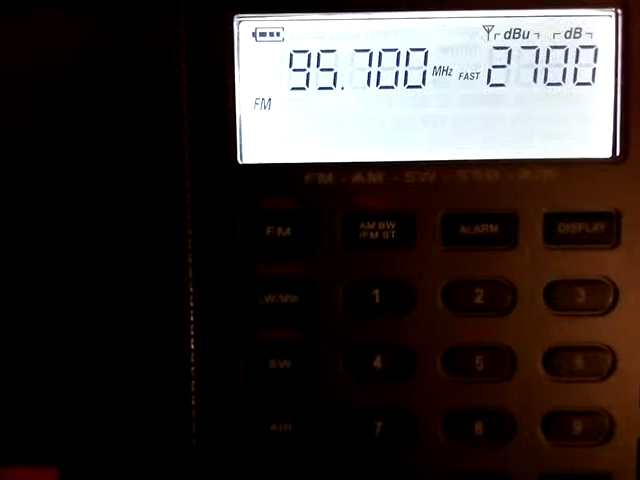 dBu dB
95.700 MHz FAST 2700
FM
FM · AM · SW · SSB · AIR
FM AM BW /FM ST ALARM DISPLAY
LW/MW 1 2 3
SW 4 5 6
AIR 7 8 9